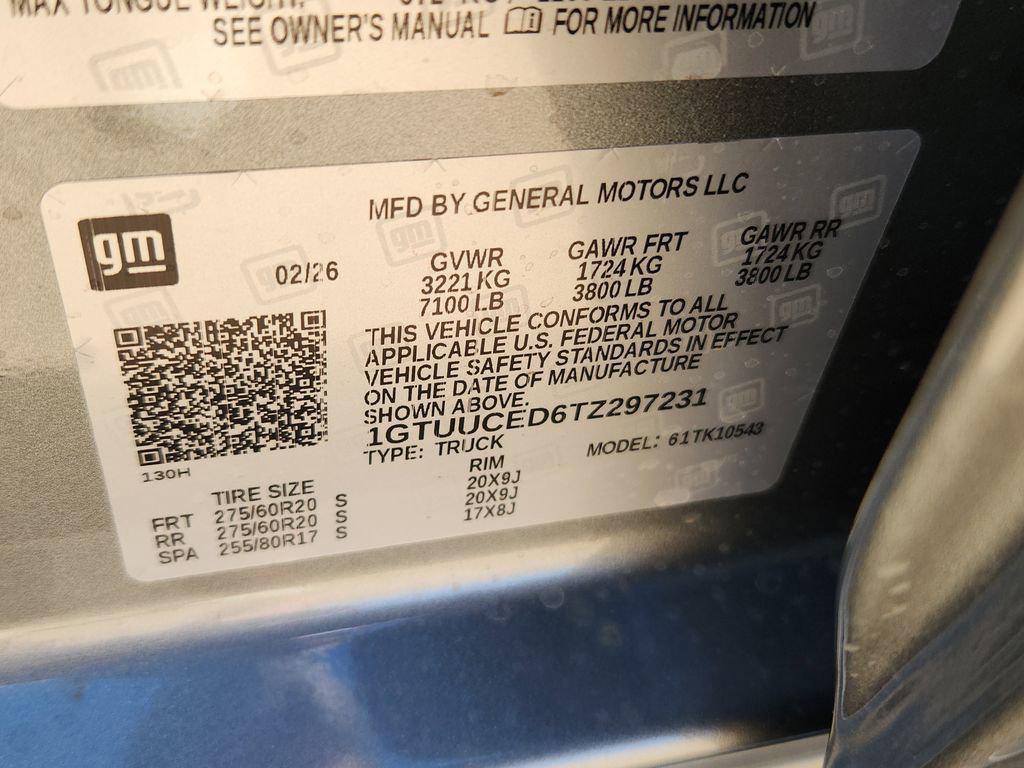 MAX TONGUE WEIGHT:
SEE OWNER'S MANUAL FOR MORE INFORMATION
gm
MFD BY GENERAL MOTORS LLC
02/26
GVWR GAWR FRT GAWR RR
3221 KG 1724 KG 1724 KG
7100 LB 3800 LB 3800 LB
THIS VEHICLE CONFORMS TO ALL
APPLICABLE U.S. FEDERAL MOTOR
VEHICLE SAFETY STANDARDS IN EFFECT
ON THE DATE OF MANUFACTURE
SHOWN ABOVE.
1GTUUCED6TZ297231
TYPE: TRUCK MODEL: 61TK10543
130H
TIRE SIZE RIM
FRT 275/60R20 S 20X9J
RR 275/60R20 S 20X9J
SPA 255/80R17 S 17X8J